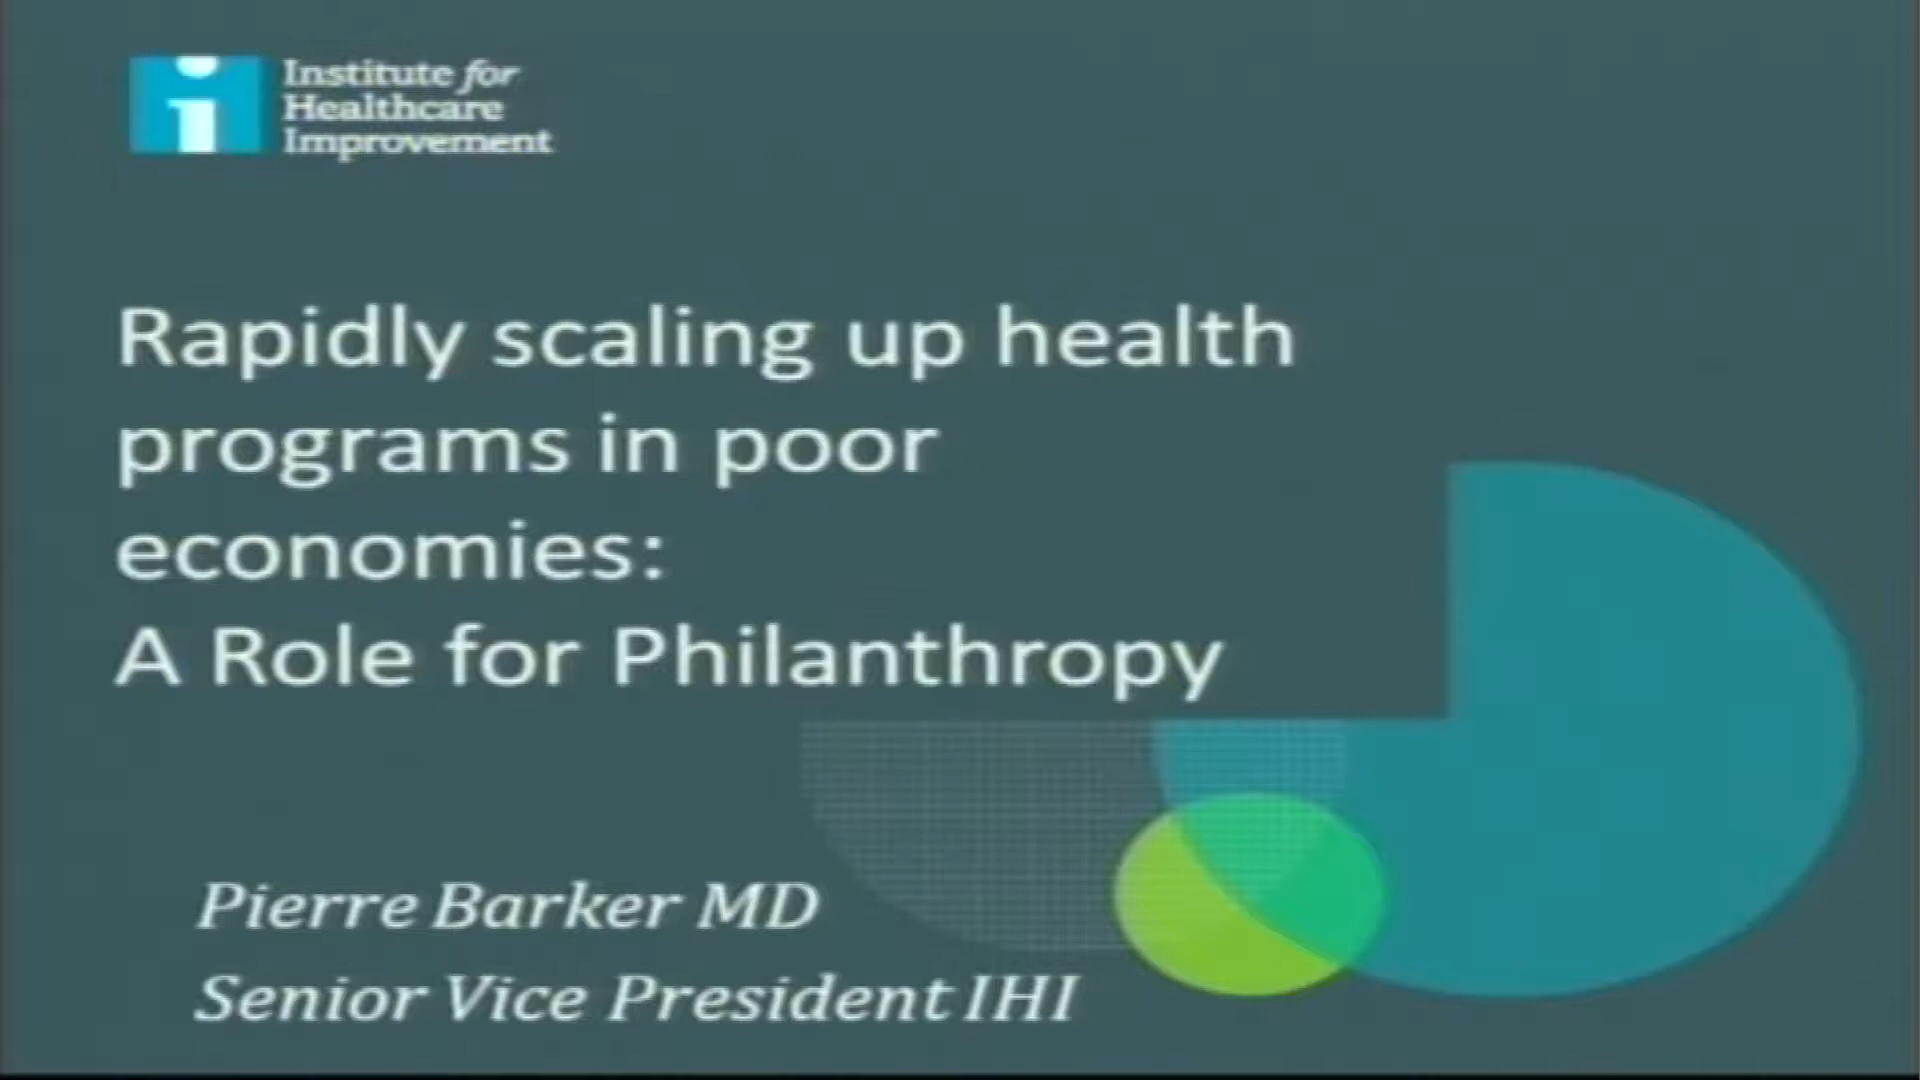 Institute for
Healthcare
Improvement
Rapidly scaling up health
programs in poor
economies:
A Role for Philanthropy
Pierre Barker MD
Senior Vice President IHI